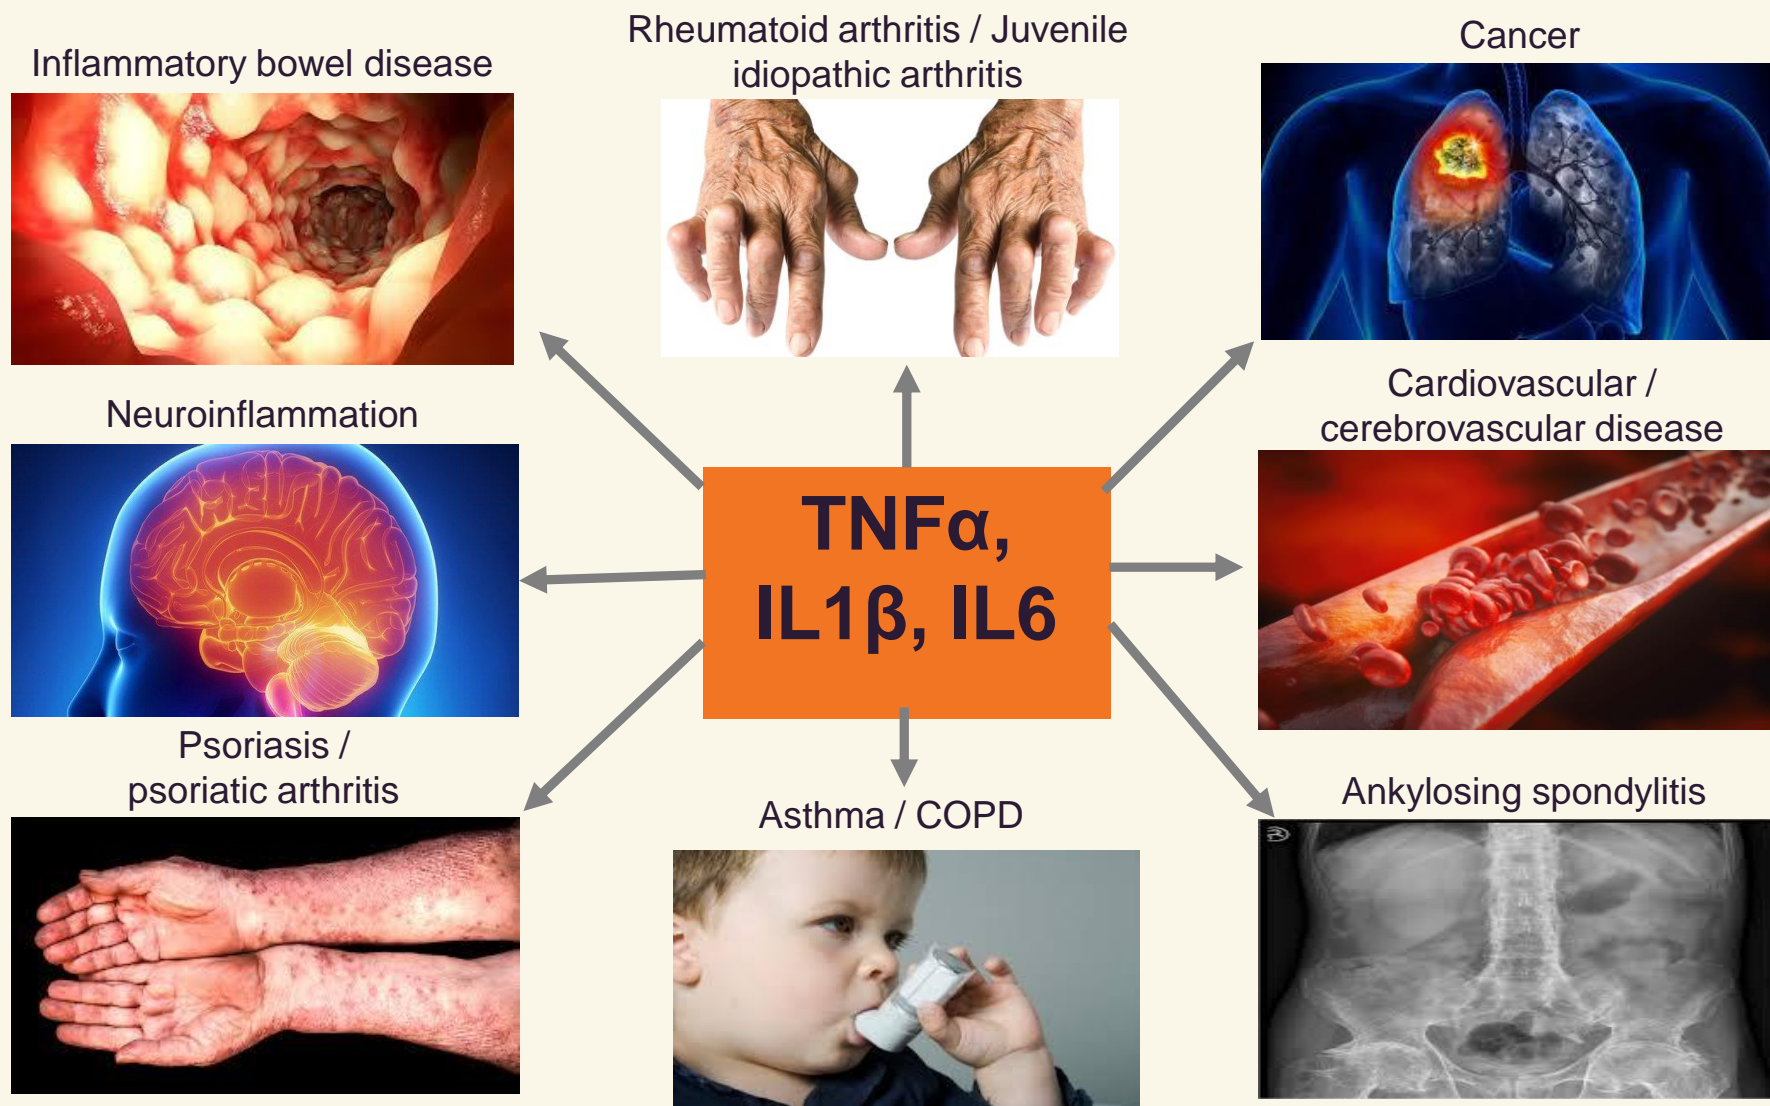 Inflammatory bowel disease
Rheumatoid arthritis / Juvenile
idiopathic arthritis
Cancer
Neuroinflammation
TNFα,
IL1β, IL6
Cardiovascular /
cerebrovascular disease
Psoriasis /
psoriatic arthritis
Asthma / COPD
Ankylosing spondylitis